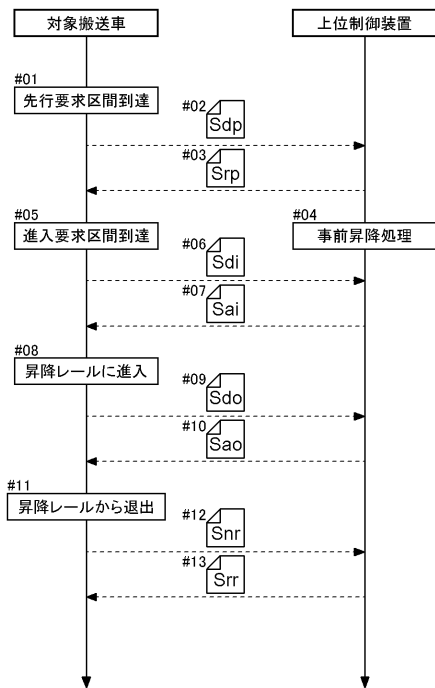 対象搬送車
上位制御装置
#01
先行要求区間到達
#02
Sdp
#03
Srp
#05
進入要求区間到達
#04
事前昇降処理
#06
Sdi
#07
Sai
#08
昇降レールに進入
#09
Sdo
#10
Sao
#11
昇降レールから退出
#12
Snr
#13
Srr